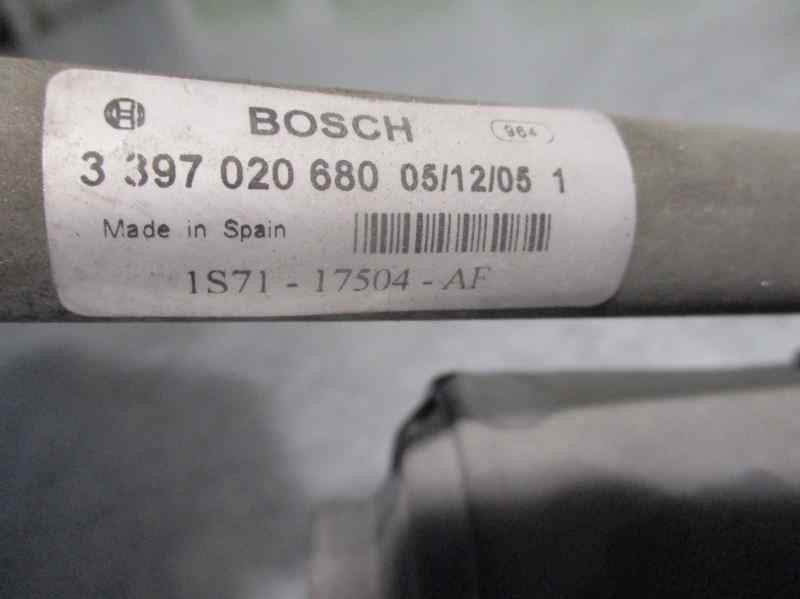 BOSCH 964
3 397 020 680 05/12/05 1
Made in Spain
1S71 - 17504 - AF